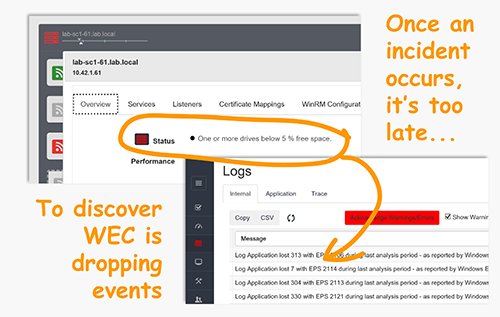 lab-sc1-61.lab.local
lab-sc1-61.lab.local
10.42.1.61
Overview Services Listeners Certificate Mappings WinRM Configurat
Status One or more drives below 5 % free space.
Performance
Once an
incident
occurs,
it's too
late...
Logs
Internal Application Trace
Copy CSV Show Warnin
Message
Log Application lost 313 with EPS during last analysis period - as reported by Windows
Log Application lost 7 with EPS 2114 during last analysis period - as reported by Windows E
Log Application lost 304 with EPS 2113 during last analysis period - as reported by Windows
Log Application lost 330 with EPS 2121 during last analysis period - as reported by Windows
To discover
WEC is
dropping
events